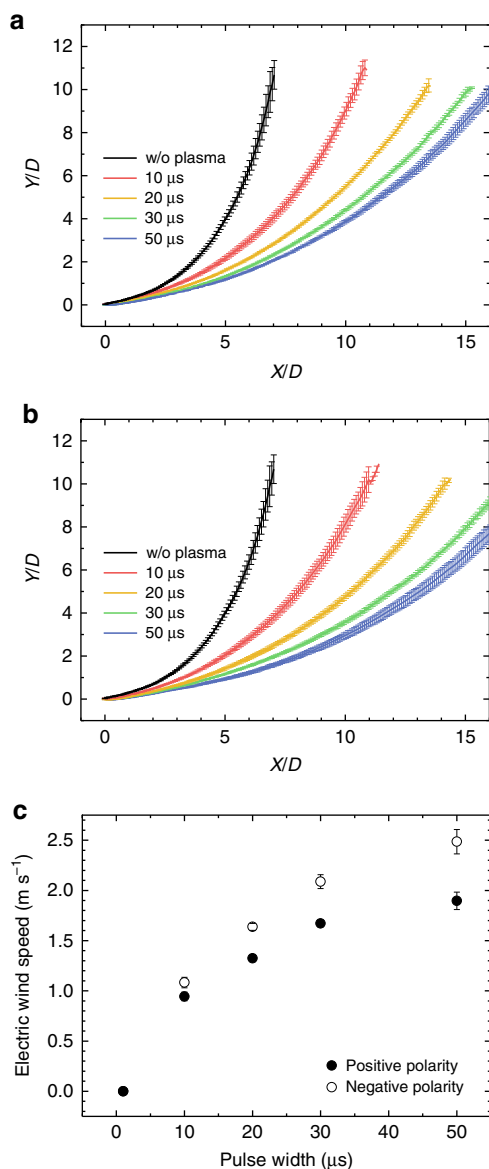 a
10
8
6
4
2
0
Y/D
w/o plasma
10 μs
20 μs
30 μs
50 μs
0 5 10 15
X/D
b
10
8
6
4
2
0
Y/D
w/o plasma
10 μs
20 μs
30 μs
50 μs
0 5 10 15
X/D
c
2.5
2.0
1.5
1.0
0.5
0.0
Electric wind speed (m s⁻¹)
Positive polarity
Negative polarity
0 10 20 30 40 50
Pulse width (μs)